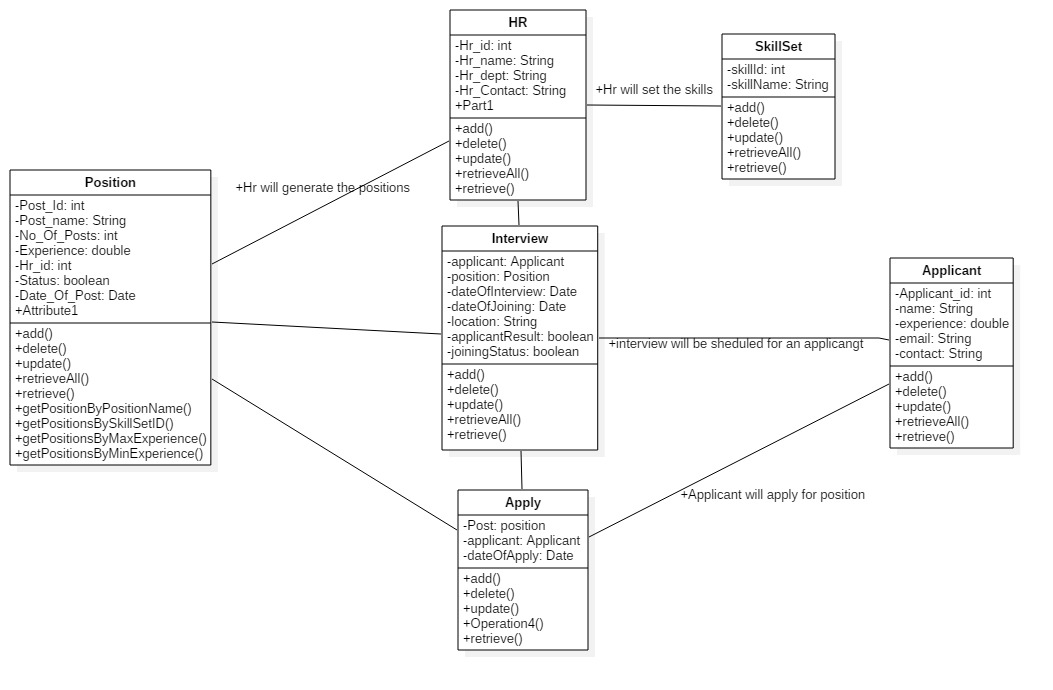 HR
-Hr_id: int
-Hr_name: String
-Hr_dept: String
-Hr_Contact: String
+Part1
+add()
+delete()
+update()
+retrieveAll()
+retrieve()
SkillSet
-skillId: int
-skillName: String
+add()
+delete()
+update()
+retrieveAll()
+retrieve()
+Hr will set the skills
+Hr will generate the positions
Position
-Post_Id: int
-Post_name: String
-No_Of_Posts: int
-Experience: double
-Hr_id: int
-Status: boolean
-Date_Of_Post: Date
+Attribute1
+add()
+delete()
+update()
+retrieveAll()
+retrieve()
+getPositionByPositionName()
+getPositionsBySkillSetID()
+getPositionsByMaxExperience()
+getPositionsByMinExperience()
Interview
-applicant: Applicant
-position: Position
-dateOfInterview: Date
-dateOfJoining: Date
-location: String
-applicantResult: boolean
-joiningStatus: boolean
+add()
+delete()
+update()
+retrieveAll()
+retrieve()
+interview will be sheduled for an applicangt
Applicant
-Applicant_id: int
-name: String
-experience: double
-email: String
-contact: String
+add()
+delete()
+update()
+retrieveAll()
+retrieve()
+Applicant will apply for position
Apply
-Post: position
-applicant: Applicant
-dateOfApply: Date
+add()
+delete()
+update()
+Operation4()
+retrieve()